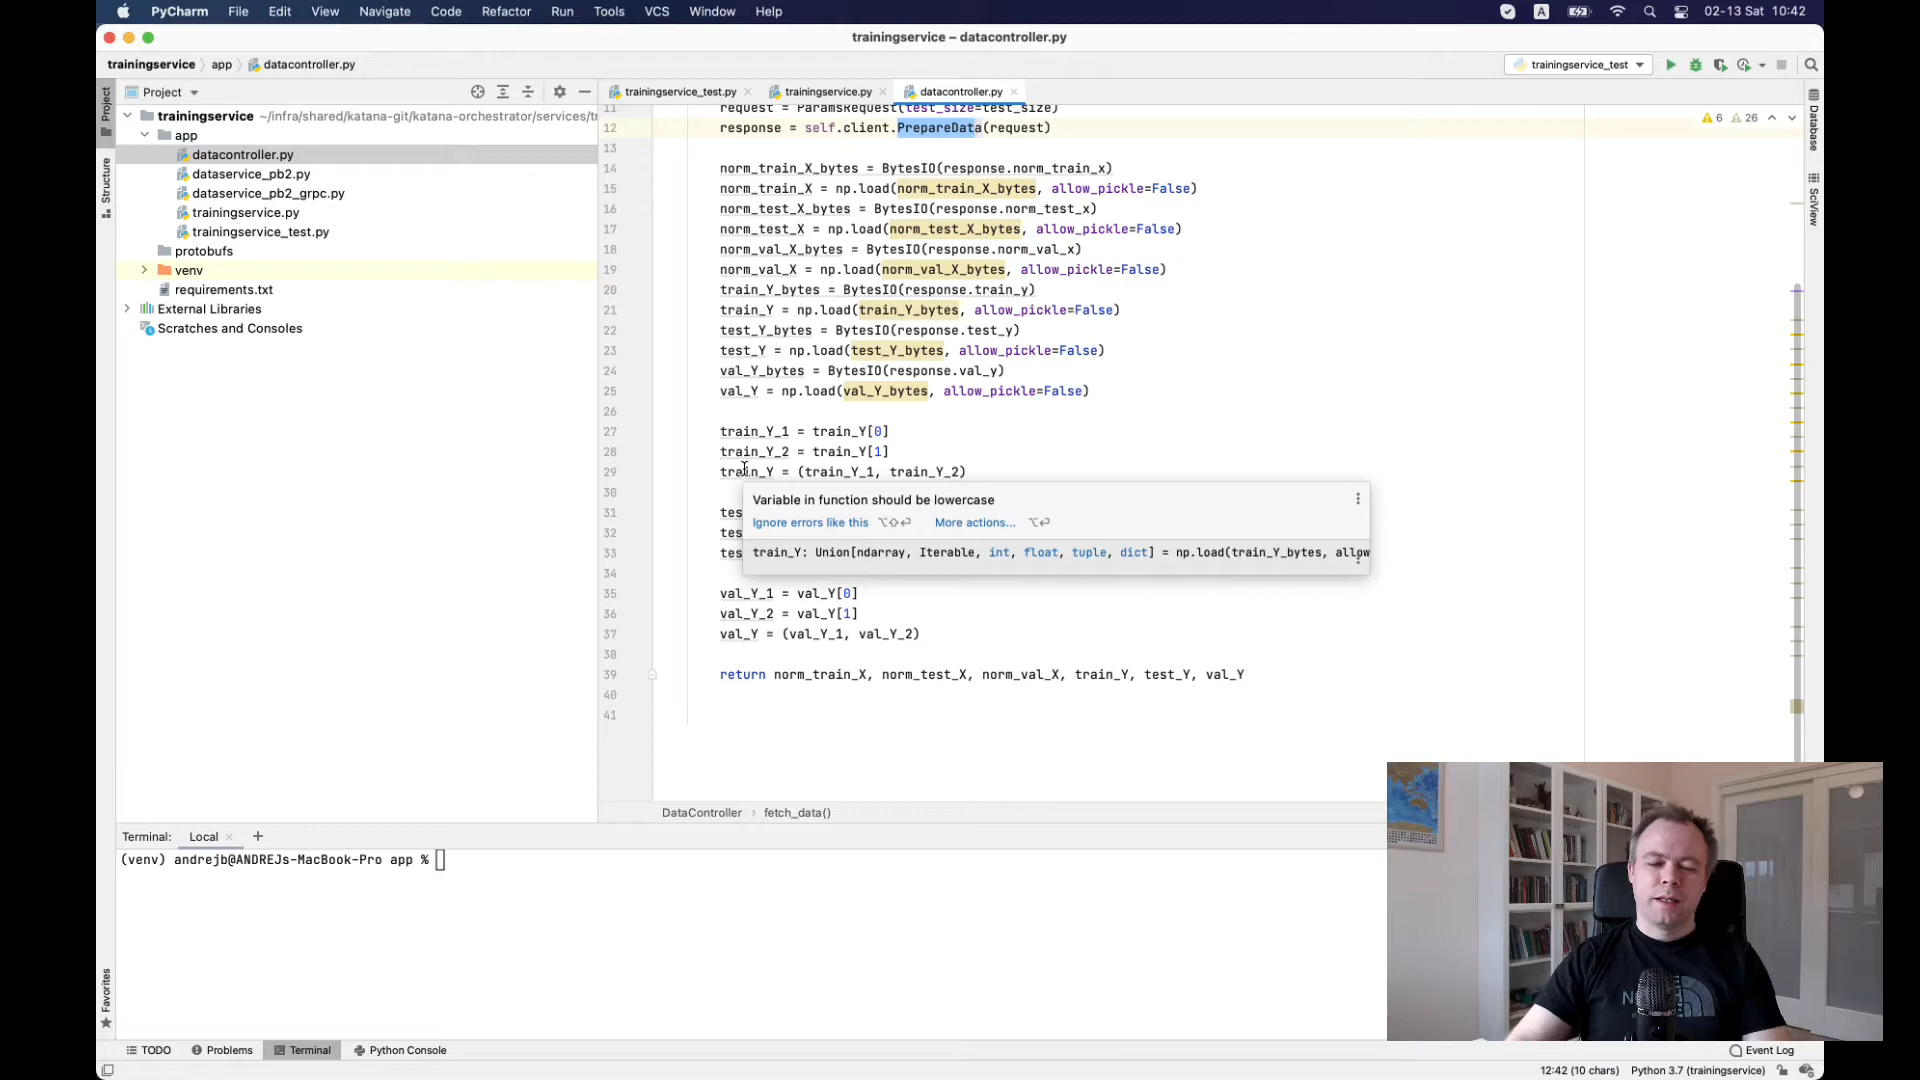 PyCharm File Edit View Navigate Code Refactor Run Tools VCS Window Help
A 02-13 Sat 10:42
trainingservice – datacontroller.py
trainingservice app datacontroller.py
trainingservice_test
Project
trainingservice_test.py
trainingservice.py
datacontroller.py
trainingservice ~/infra/shared/katana-git/katana-orchestrator/services/tr
app
datacontroller.py
dataservice_pb2.py
dataservice_pb2_grpc.py
trainingservice.py
trainingservice_test.py
protobufs
venv
requirements.txt
External Libraries
Scratches and Consoles
Project
Structure
Favorites
Database
SciView
6 26
11 request = ParamsRequest(test_size=test_size)
12 response = self.client.PrepareData(request)
13
14 norm_train_X_bytes = BytesIO(response.norm_train_x)
15 norm_train_X = np.load(norm_train_X_bytes, allow_pickle=False)
16 norm_test_X_bytes = BytesIO(response.norm_test_x)
17 norm_test_X = np.load(norm_test_X_bytes, allow_pickle=False)
18 norm_val_X_bytes = BytesIO(response.norm_val_x)
19 norm_val_X = np.load(norm_val_X_bytes, allow_pickle=False)
20 train_Y_bytes = BytesIO(response.train_y)
21 train_Y = np.load(train_Y_bytes, allow_pickle=False)
22 test_Y_bytes = BytesIO(response.test_y)
23 test_Y = np.load(test_Y_bytes, allow_pickle=False)
24 val_Y_bytes = BytesIO(response.val_y)
25 val_Y = np.load(val_Y_bytes, allow_pickle=False)
26
27 train_Y_1 = train_Y[0]
28 train_Y_2 = train_Y[1]
29 train_Y = (train_Y_1, train_Y_2)
30
Variable in function should be lowercase
31 tes
Ignore errors like this ⌥⇧⏎ More actions... ⌥⏎
32 tes
33 tes
train_Y: Union[ndarray, Iterable, int, float, tuple, dict] = np.load(train_Y_bytes, allow
34
35 val_Y_1 = val_Y[0]
36 val_Y_2 = val_Y[1]
37 val_Y = (val_Y_1, val_Y_2)
38
39 return norm_train_X, norm_test_X, norm_val_X, train_Y, test_Y, val_Y
40
41
DataController fetch_data()
Terminal: Local +
(venv) andrejb@ANDREJs-MacBook-Pro app %
TODO Problems Terminal Python Console
Event Log
12:42 (10 chars) Python 3.7 (trainingservice)